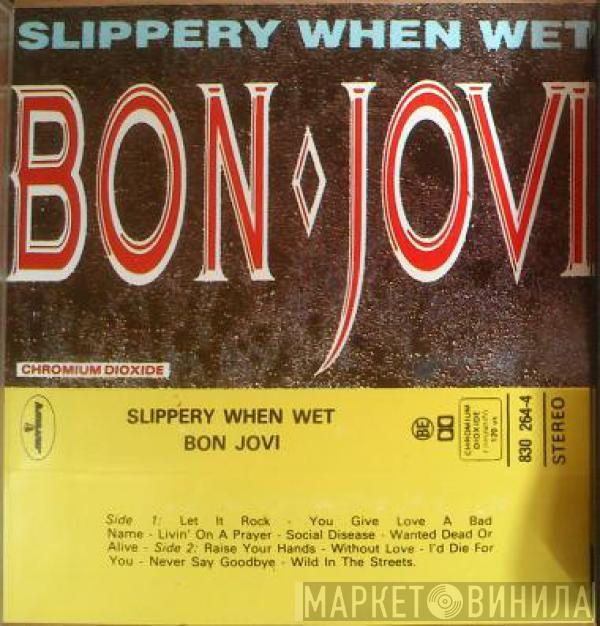 SLIPPERY WHEN WET
BON JOVI
CHROMIUM DIOXIDE
SLIPPERY WHEN WET
BON JOVI
BE
CHROMIUM
DIOXIDE
120 us
830 264-4
STEREO
Side 1: Let It Rock - You Give Love A Bad
Name - Livin' On A Prayer - Social Disease - Wanted Dead Or
Alive - Side 2: Raise Your Hands - Without Love - I'd Die For
You - Never Say Goodbye - Wild In The Streets.
МАРКЕТ ВИНИЛА